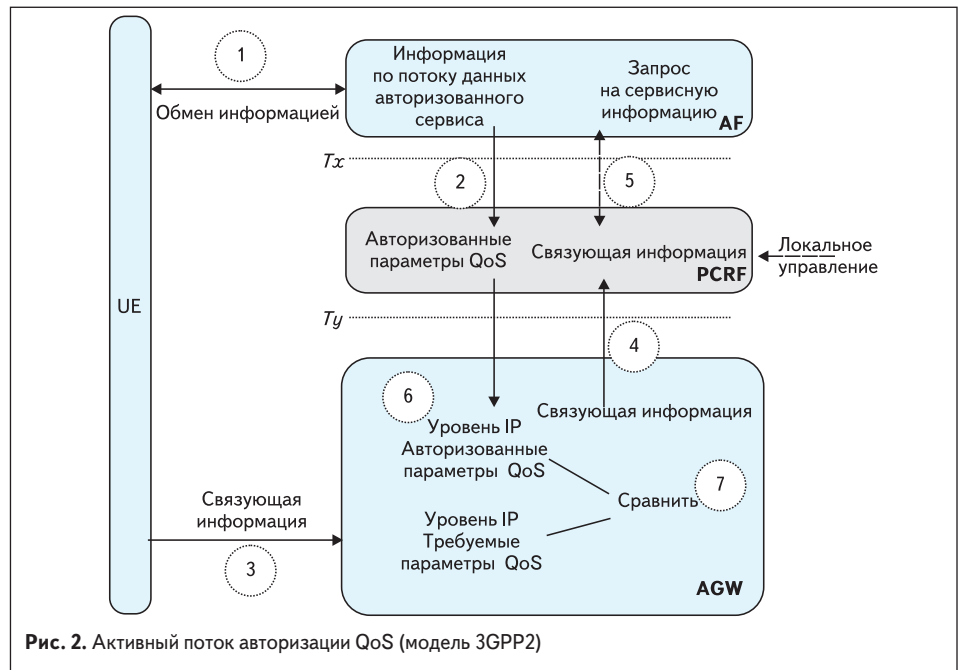 1
Обмен информацией
Информация
по потоку данных
авторизованного
сервиса
Запрос
на сервисную
информацию
AF
Tx
2
5
Авторизованные
параметры QoS
Связующая информация
PCRF
Локальное
управление
UE
Ty
4
6
Связующая информация
Уровень IP
Авторизованные
параметры QoS
7
Сравнить
Уровень IP
Требуемые
параметры QoS
Связующая
информация
3
AGW
Рис. 2. Активный поток авторизации QoS (модель 3GPP2)